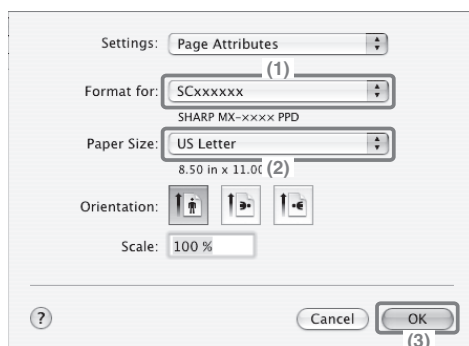 Settings: Page Attributes
(1)
Format for: SCxxxxxx
SHARP MX-×××× PPD
Paper Size: US Letter
8.50 in x 11.00 (2)
Orientation:
Scale: 100 %
? Cancel OK
(3)